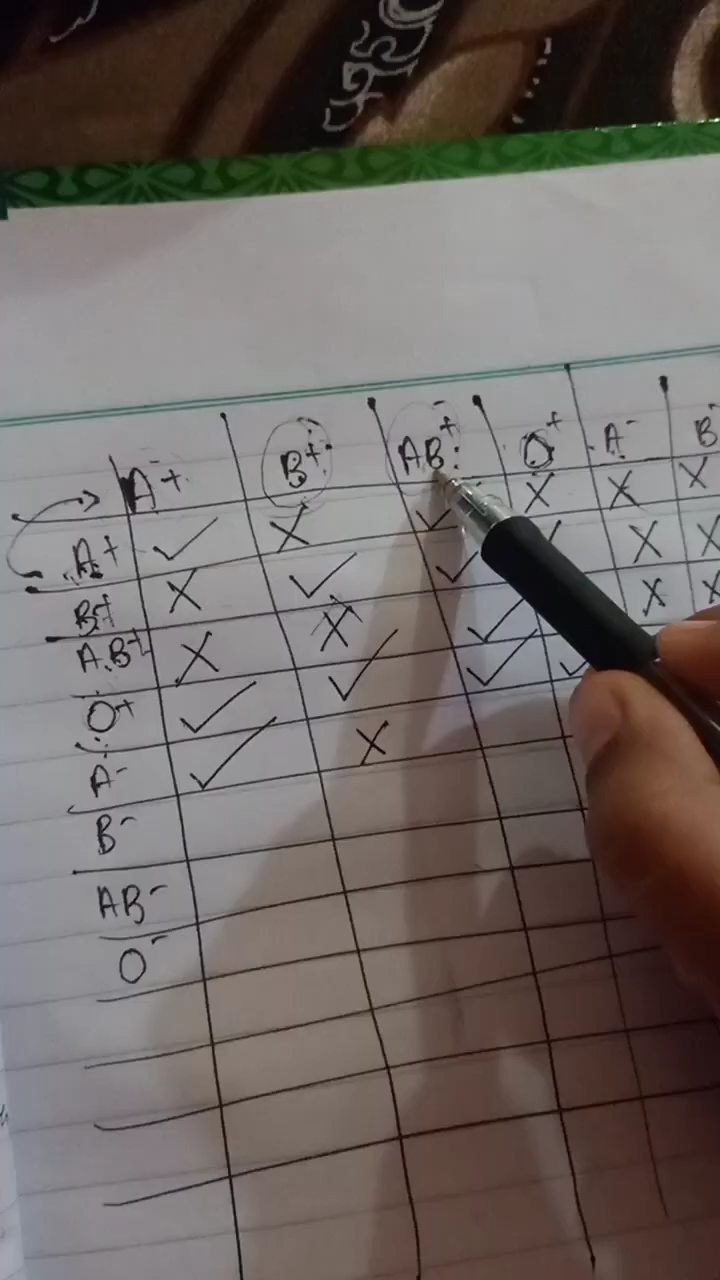 A+ B+ AB+ O+ A- B-
A+ ✓ X ✓ X X X
B+ X ✓ ✓ X X
AB+ X X ✓ X X
O+ ✓ ✓ ✓ ✓
A- ✓ X
B-
AB-
O-